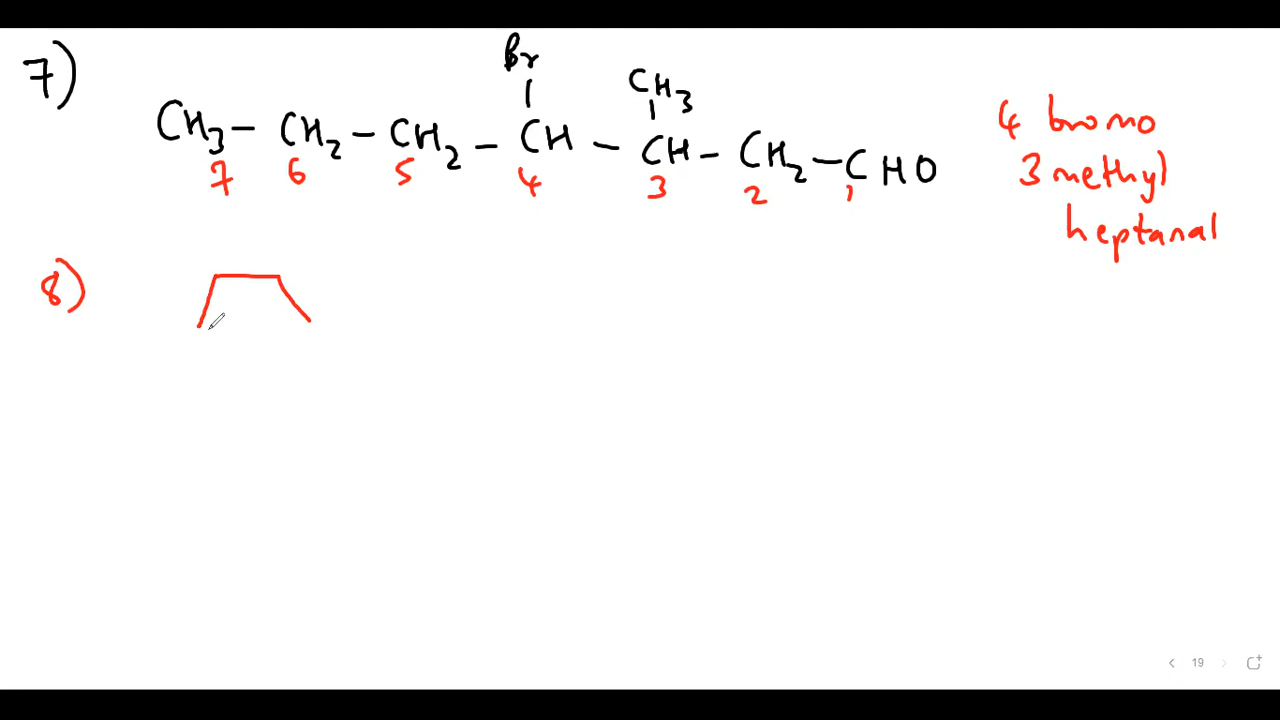 7)
Br CH3
CH3 – CH2 – CH2 – CH – CH – CH2 – CHO
7 6 5 4 3 2 1
4 bromo
3 methyl
heptanal
8)
19